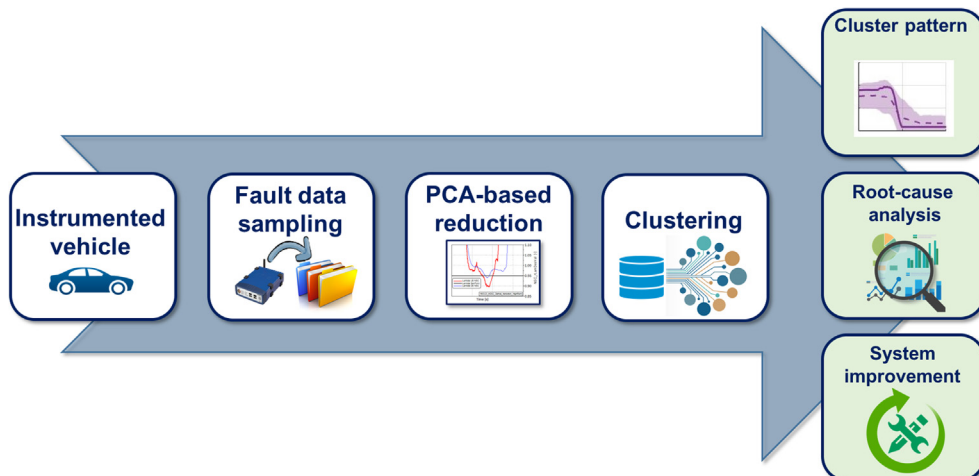 Cluster pattern
Instrumented
vehicle
Fault data
sampling
PCA-based
reduction
Clustering
Root-cause
analysis
System
improvement